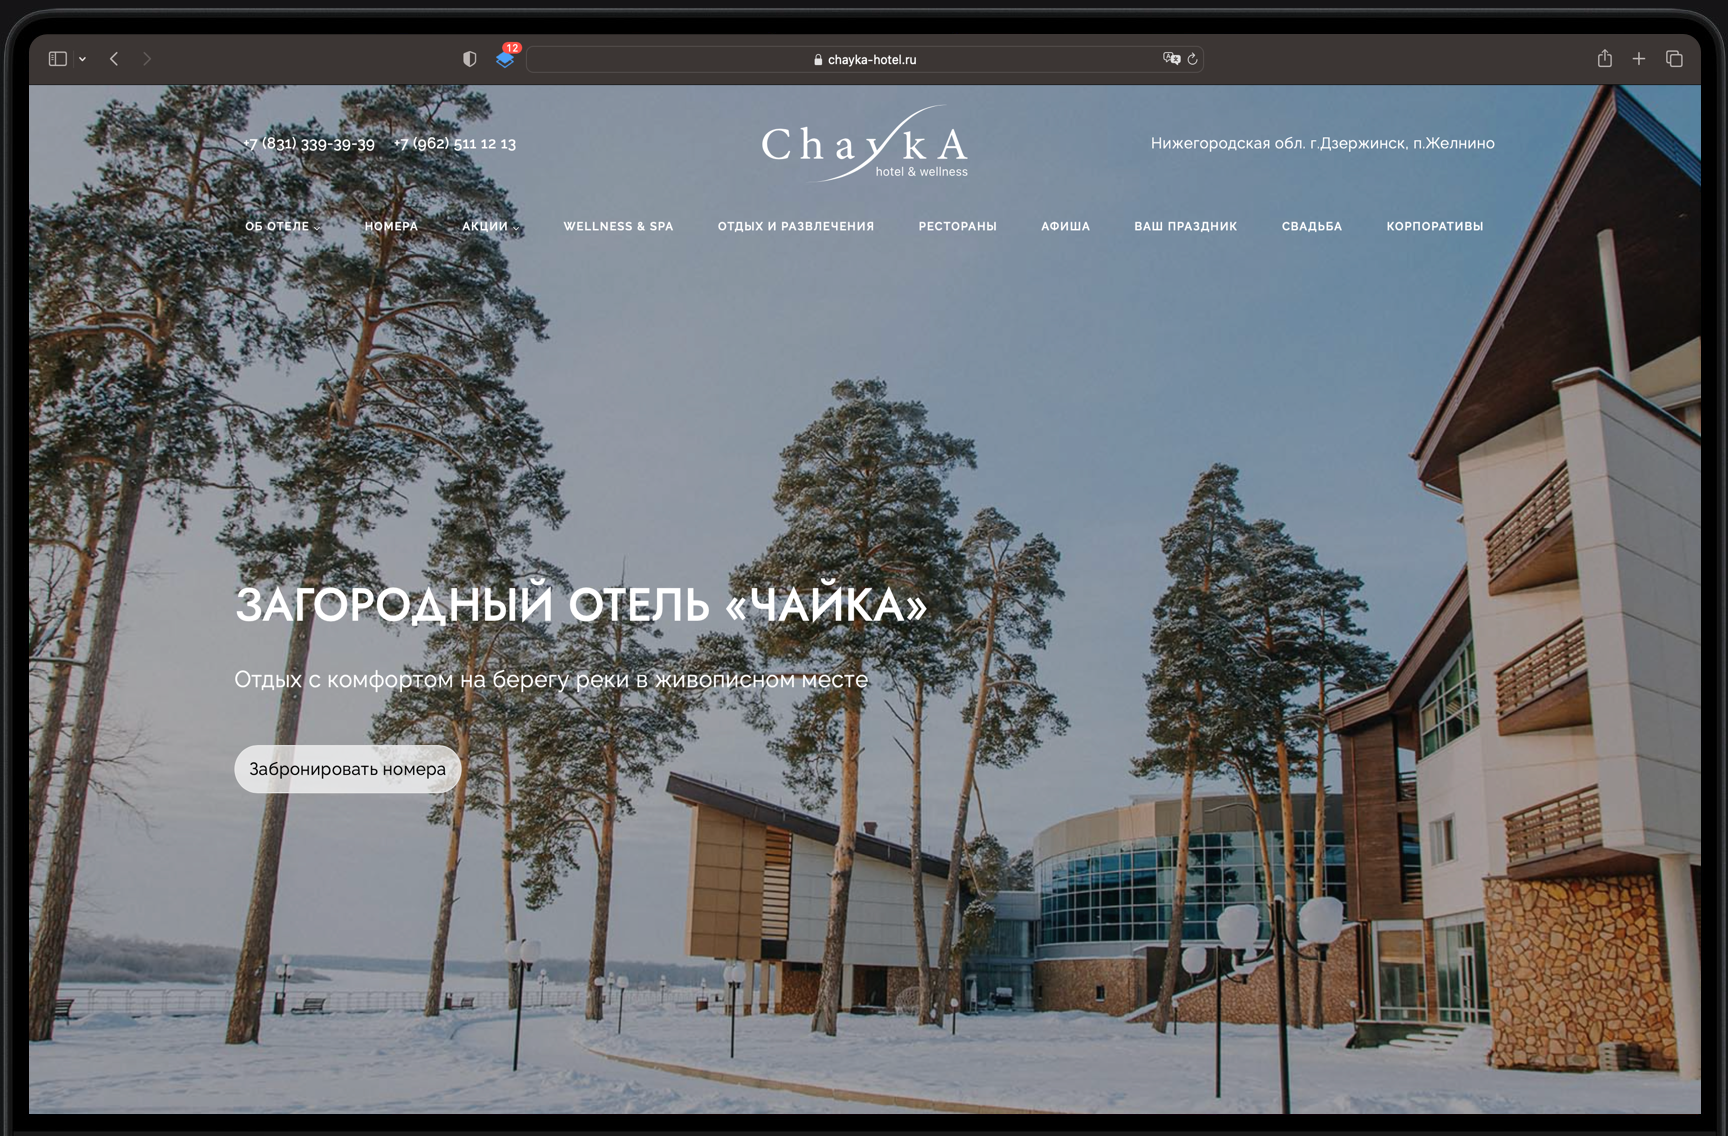 12
chayka-hotel.ru
+7 (831) 339-39-39 +7 (962) 511 12 13
ChaykA
hotel & wellness
Нижегородская обл. г.Дзержинск, п.Желнино
ОБ ОТЕЛЕ НОМЕРА АКЦИИ WELLNESS & SPA ОТДЫХ И РАЗВЛЕЧЕНИЯ РЕСТОРАНЫ АФИША ВАШ ПРАЗДНИК СВАДЬБА КОРПОРАТИВЫ
ЗАГОРОДНЫЙ ОТЕЛЬ «ЧАЙКА»
Отдых с комфортом на берегу реки в живописном месте
Забронировать номера